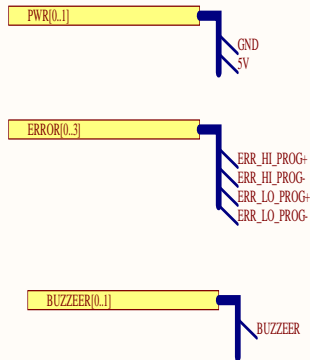 PWR[0..1]
GND
5V
ERROR[0..3]
ERR_HI_PROG+
ERR_HI_PROG-
ERR_LO_PROG+
ERR_LO_PROG-
BUZZEER[0..1]
BUZZEER